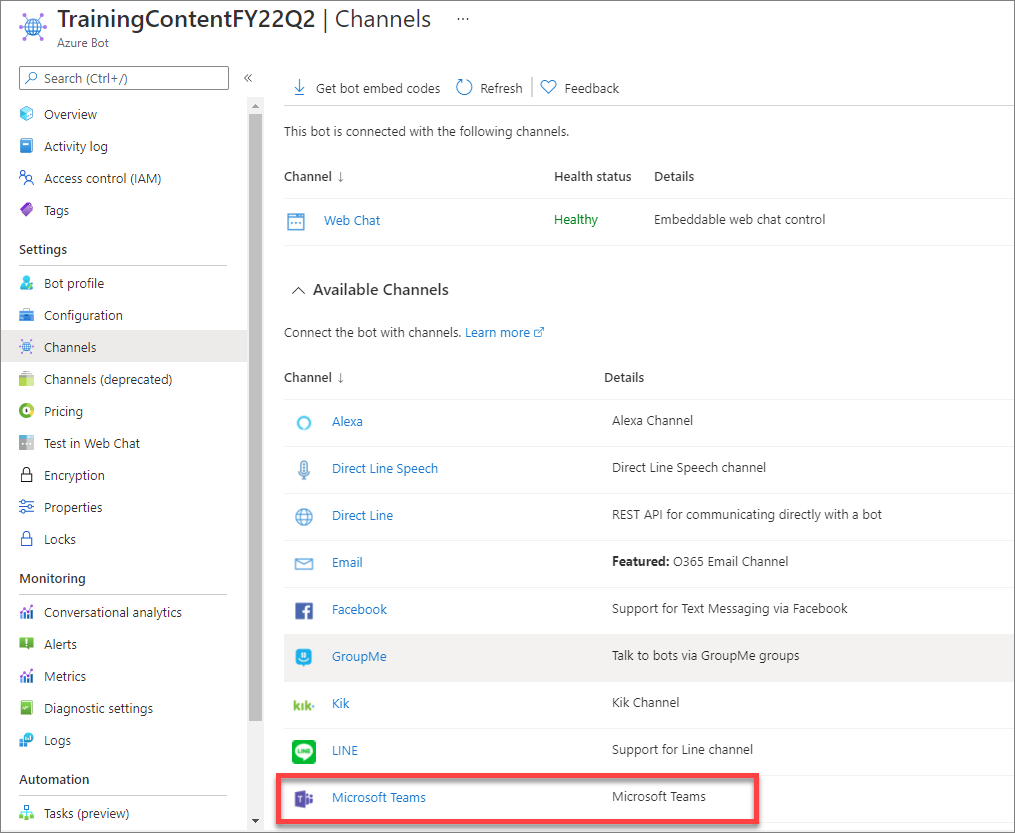 TrainingContentFY22Q2 | Channels ...
Azure Bot
Search (Ctrl+/)
«
Overview
Activity log
Access control (IAM)
Tags
Settings
Bot profile
Configuration
Channels
Channels (deprecated)
Pricing
Test in Web Chat
Encryption
Properties
Locks
Monitoring
Conversational analytics
Alerts
Metrics
Diagnostic settings
Logs
Automation
Tasks (preview)
Get bot embed codes Refresh Feedback
This bot is connected with the following channels.
Channel ↓ Health status Details
Web Chat Healthy Embeddable web chat control
Available Channels
Connect the bot with channels. Learn more
Channel ↓ Details
Alexa Alexa Channel
Direct Line Speech Direct Line Speech channel
Direct Line REST API for communicating directly with a bot
Email Featured: O365 Email Channel
Facebook Support for Text Messaging via Facebook
GroupMe Talk to bots via GroupMe groups
kik Kik Kik Channel
LINE LINE Support for Line channel
Microsoft Teams Microsoft Teams